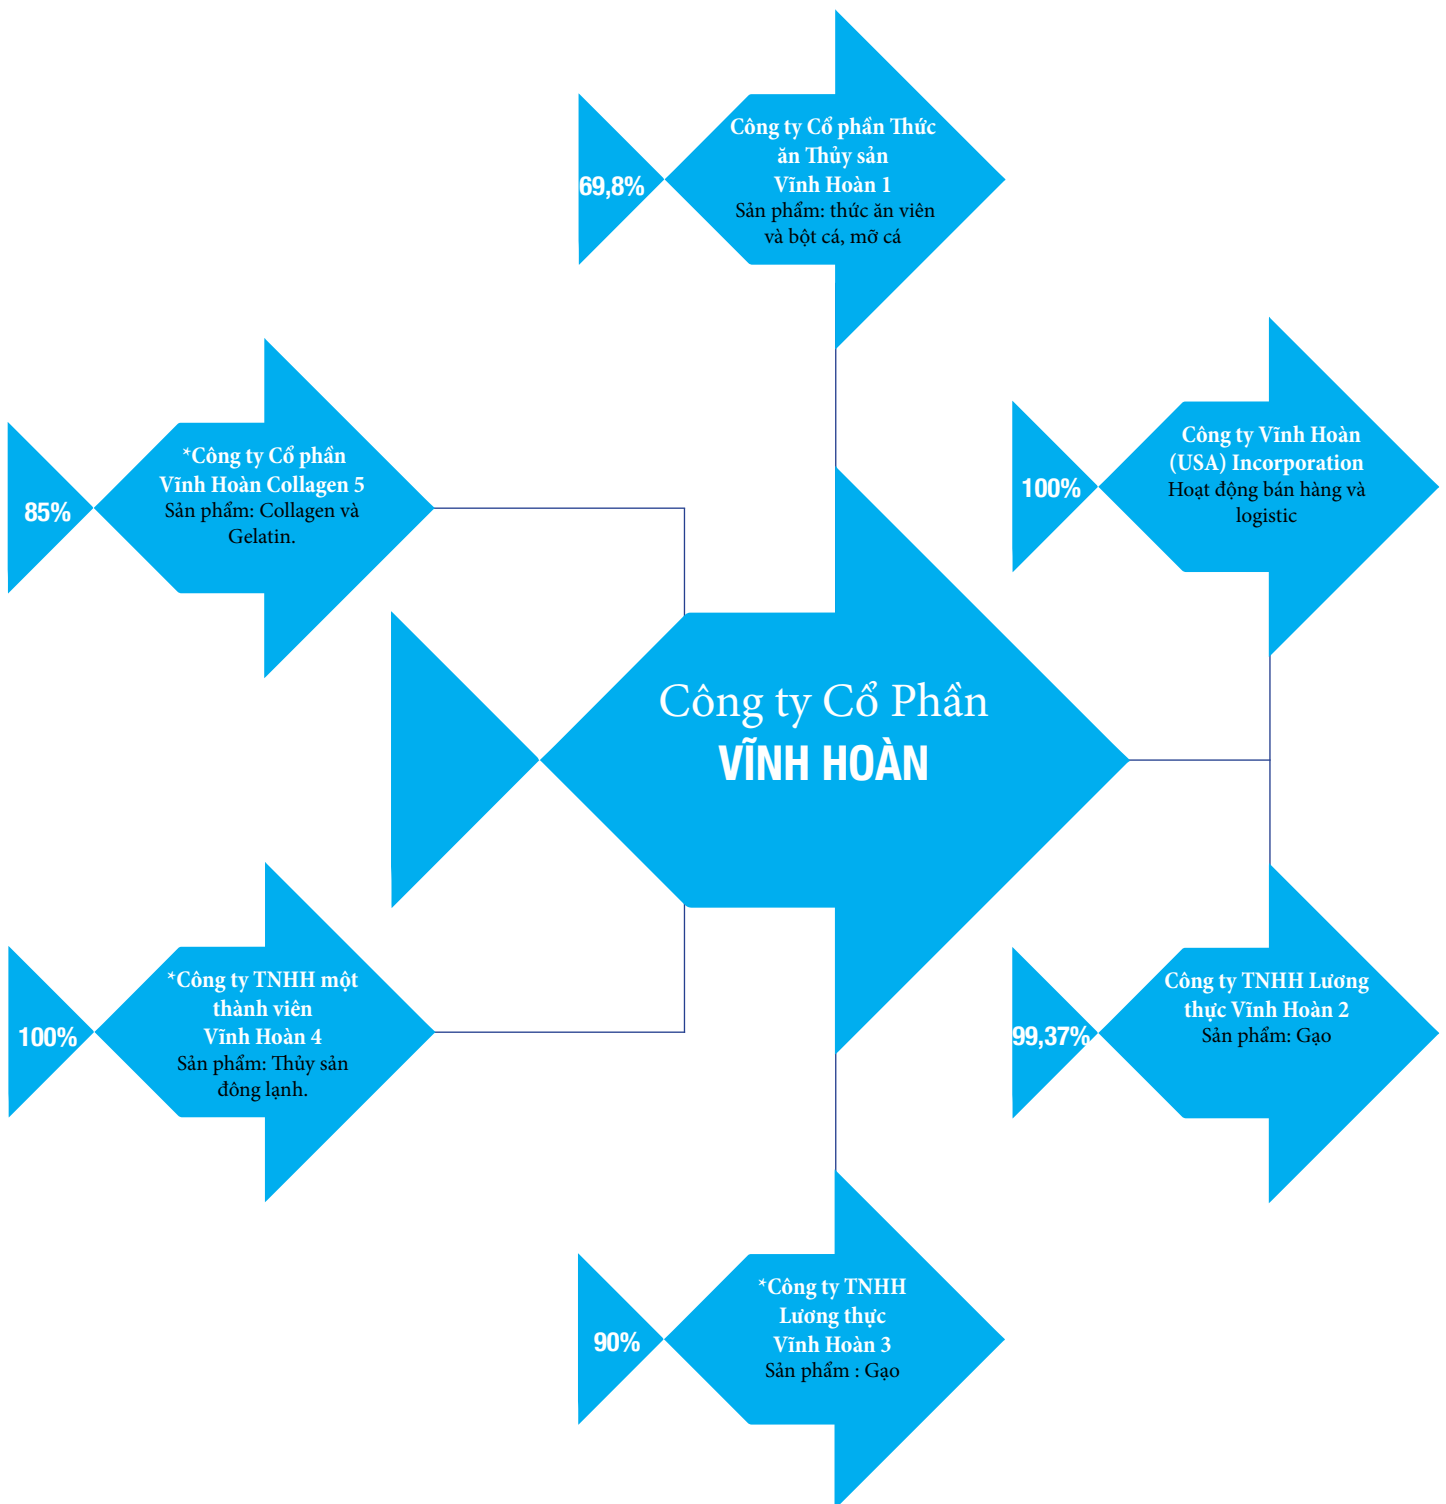 Công ty Cổ phần Thức
ăn Thủy sản
Vĩnh Hoàn 1
Sản phẩm: thức ăn viên
và bột cá, mỡ cá
69,8%
*Công ty Cổ phần
Vĩnh Hoàn Collagen 5
Sản phẩm: Collagen và
Gelatin.
85%
Công ty Vĩnh Hoàn
(USA) Incorporation
Hoạt động bán hàng và
logistic
100%
Công ty Cổ Phần
VĨNH HOÀN
*Công ty TNHH một
thành viên
Vĩnh Hoàn 4
Sản phẩm: Thủy sản
đông lạnh.
100%
Công ty TNHH Lương
thực Vĩnh Hoàn 2
Sản phẩm: Gạo
99,37%
*Công ty TNHH
Lương thực
Vĩnh Hoàn 3
Sản phẩm : Gạo
90%